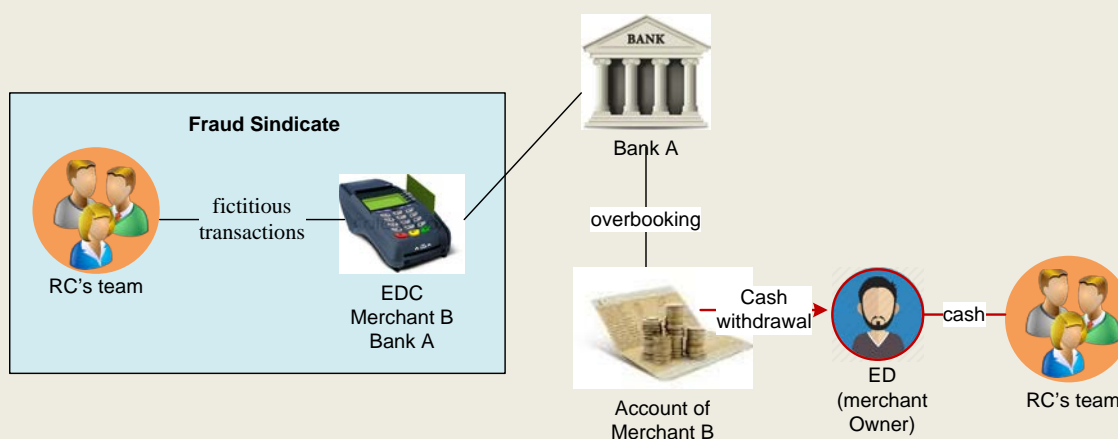 BANK
Bank A
Fraud Sindicate
fictitious
transactions
RC's team
EDC
Merchant B
Bank A
overbooking
Cash
withdrawal
cash
Account of
Merchant B
ED
(merchant
Owner)
RC's team